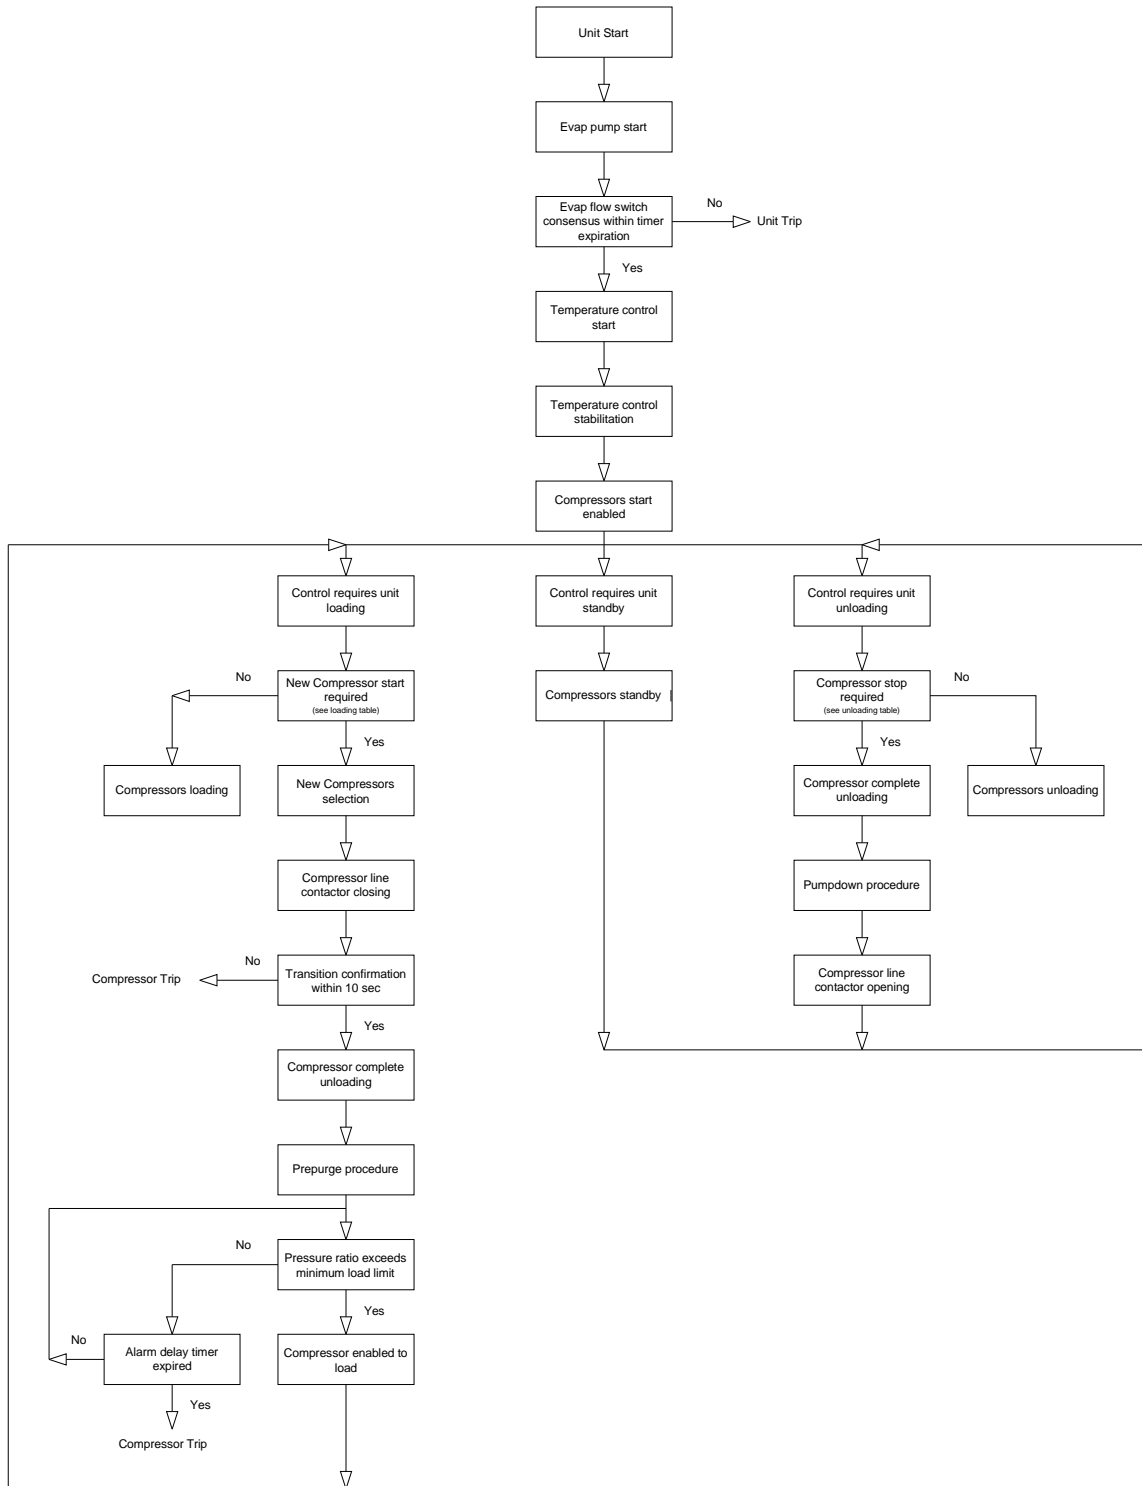 Unit Start
Evap pump start
Evap flow switch
consensus within timer
expiration
No
Unit Trip
Yes
Temperature control
start
Temperature control
stabilitation
Compressors start
enabled
Control requires unit
loading
Control requires unit
standby
Control requires unit
unloading
No
New Compressor start
required
(see loading table)
Compressors standby
Compressor stop
required
(see unloading table)
No
Yes
Yes
Compressors loading
New Compressors
selection
Compressor complete
unloading
Compressors unloading
Compressor line
contactor closing
Pumpdown procedure
Compressor Trip
No
Transition confirmation
within 10 sec
Compressor line
contactor opening
Yes
Compressor complete
unloading
Prepurge procedure
No
Pressure ratio exceeds
minimum load limit
Yes
No
Alarm delay timer
expired
Compressor enabled to
load
Yes
Compressor Trip